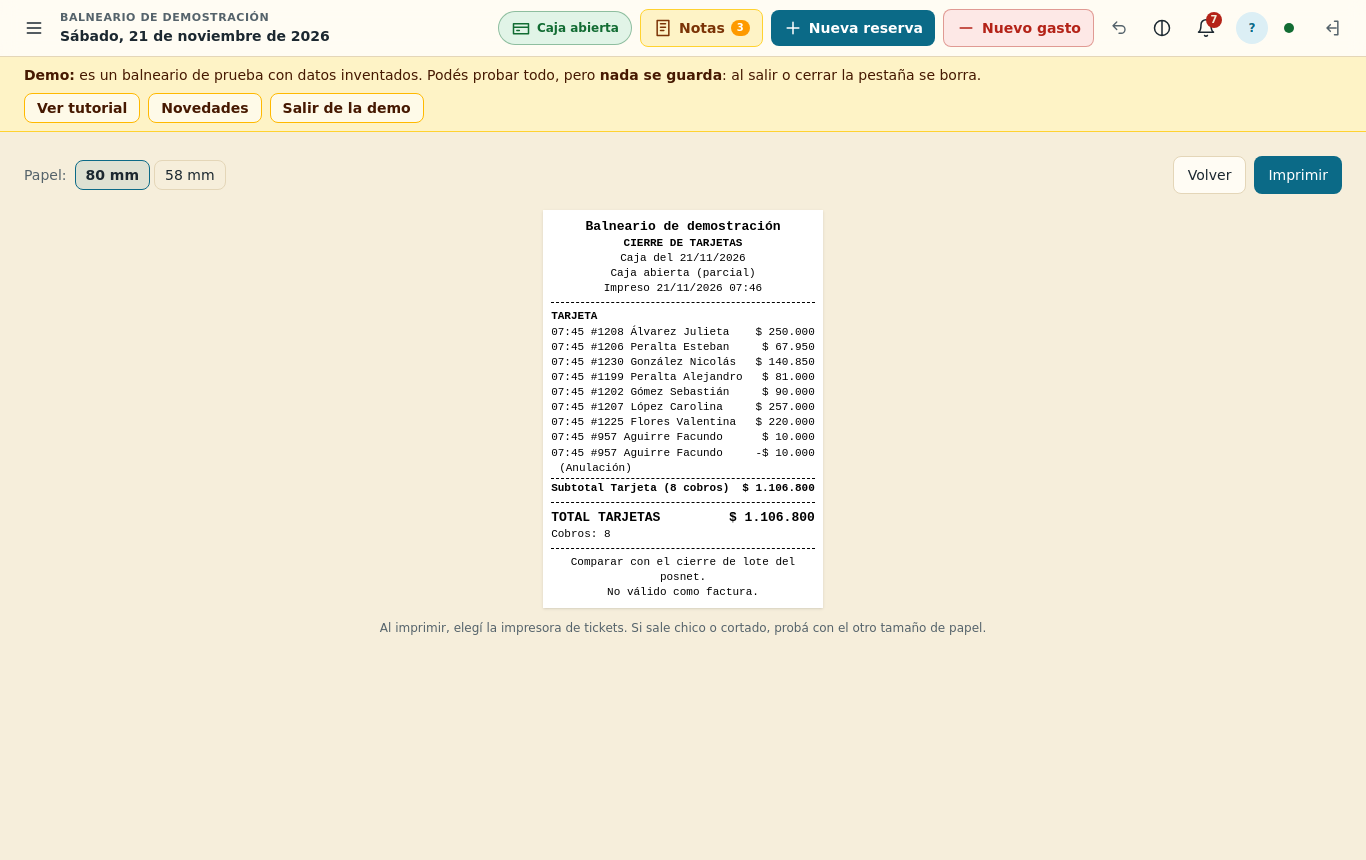 BALNEARIO DE DEMOSTRACIÓN
Sábado, 21 de noviembre de 2026
Caja abierta
Notas 3
Nueva reserva
Nuevo gasto
7
?
Demo: es un balneario de prueba con datos inventados. Podés probar todo, pero nada se guarda: al salir o cerrar la pestaña se borra.
Ver tutorial
Novedades
Salir de la demo
Papel: 80 mm 58 mm
Volver
Imprimir
Balneario de demostración
CIERRE DE TARJETAS
Caja del 21/11/2026
Caja abierta (parcial)
Impreso 21/11/2026 07:46
TARJETA
07:45 #1208 Álvarez Julieta $ 250.000
07:45 #1206 Peralta Esteban $ 67.950
07:45 #1230 González Nicolás $ 140.850
07:45 #1199 Peralta Alejandro $ 81.000
07:45 #1202 Gómez Sebastián $ 90.000
07:45 #1207 López Carolina $ 257.000
07:45 #1225 Flores Valentina $ 220.000
07:45 #957 Aguirre Facundo $ 10.000
07:45 #957 Aguirre Facundo -$ 10.000
(Anulación)
Subtotal Tarjeta (8 cobros) $ 1.106.800
TOTAL TARJETAS $ 1.106.800
Cobros: 8
Comparar con el cierre de lote del
posnet.
No válido como factura.
Al imprimir, elegí la impresora de tickets. Si sale chico o cortado, probá con el otro tamaño de papel.